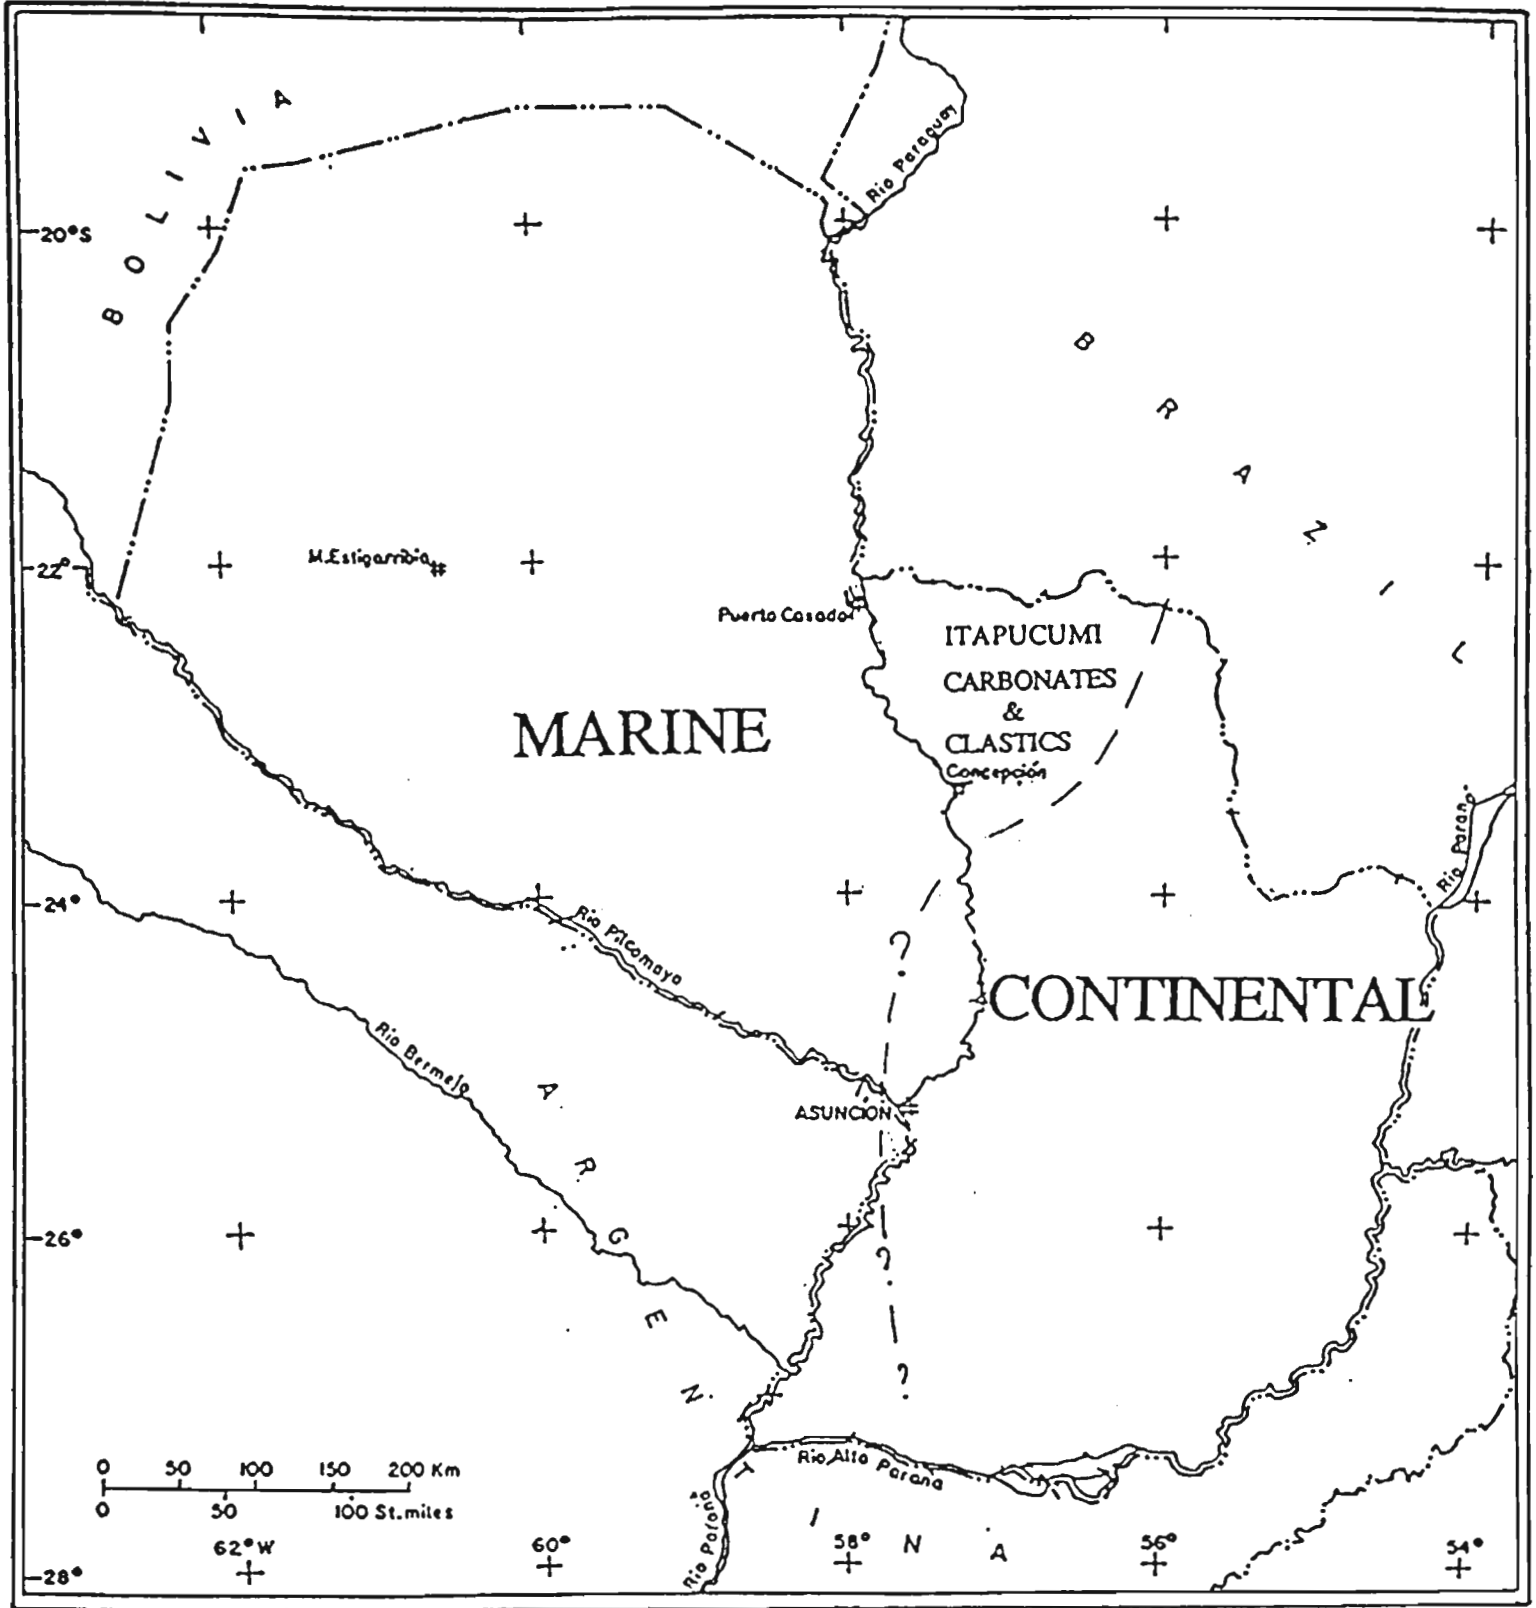 BOLIVIA
Rio Paraguay
20°S
BRAZIL
22°
M. Estigarribia
Puerto Casado
ITAPUCUMI
CARBONATES
&
CLASTICS
Concepción
MARINE
Rio Paran
24°
Rio Pilcomayo
?
CONTINENTAL
Rio Bermejo
ASUNCION
ARGENTINA
26°
?
?
Rio Alto Parana
0 50 100 150 200 Km
0 50 100 St.miles
Rio Parana
62°W 60° 58° 56° 54°
28°